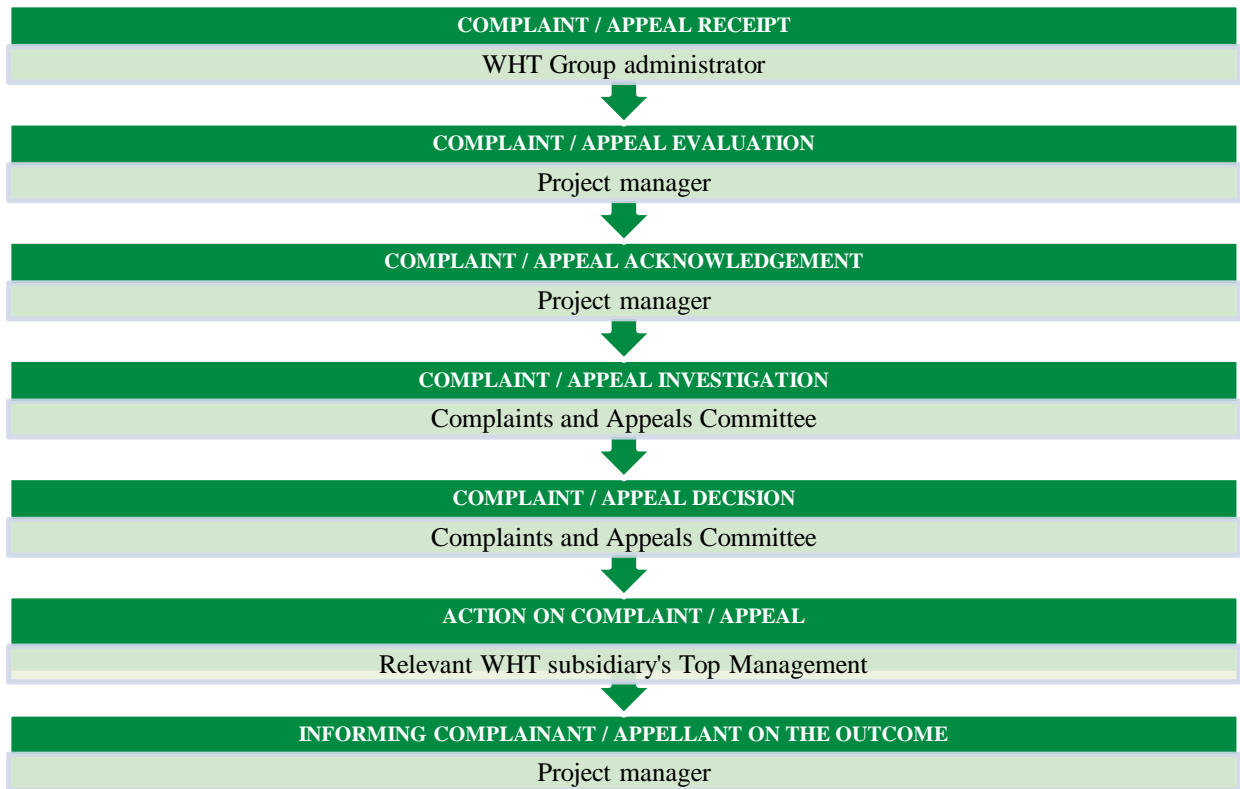 COMPLAINT / APPEAL RECEIPT
WHT Group administrator
COMPLAINT / APPEAL EVALUATION
Project manager
COMPLAINT / APPEAL ACKNOWLEDGEMENT
Project manager
COMPLAINT / APPEAL INVESTIGATION
Complaints and Appeals Committee
COMPLAINT / APPEAL DECISION
Complaints and Appeals Committee
ACTION ON COMPLAINT / APPEAL
Relevant WHT subsidiary's Top Management
INFORMING COMPLAINANT / APPELLANT ON THE OUTCOME
Project manager